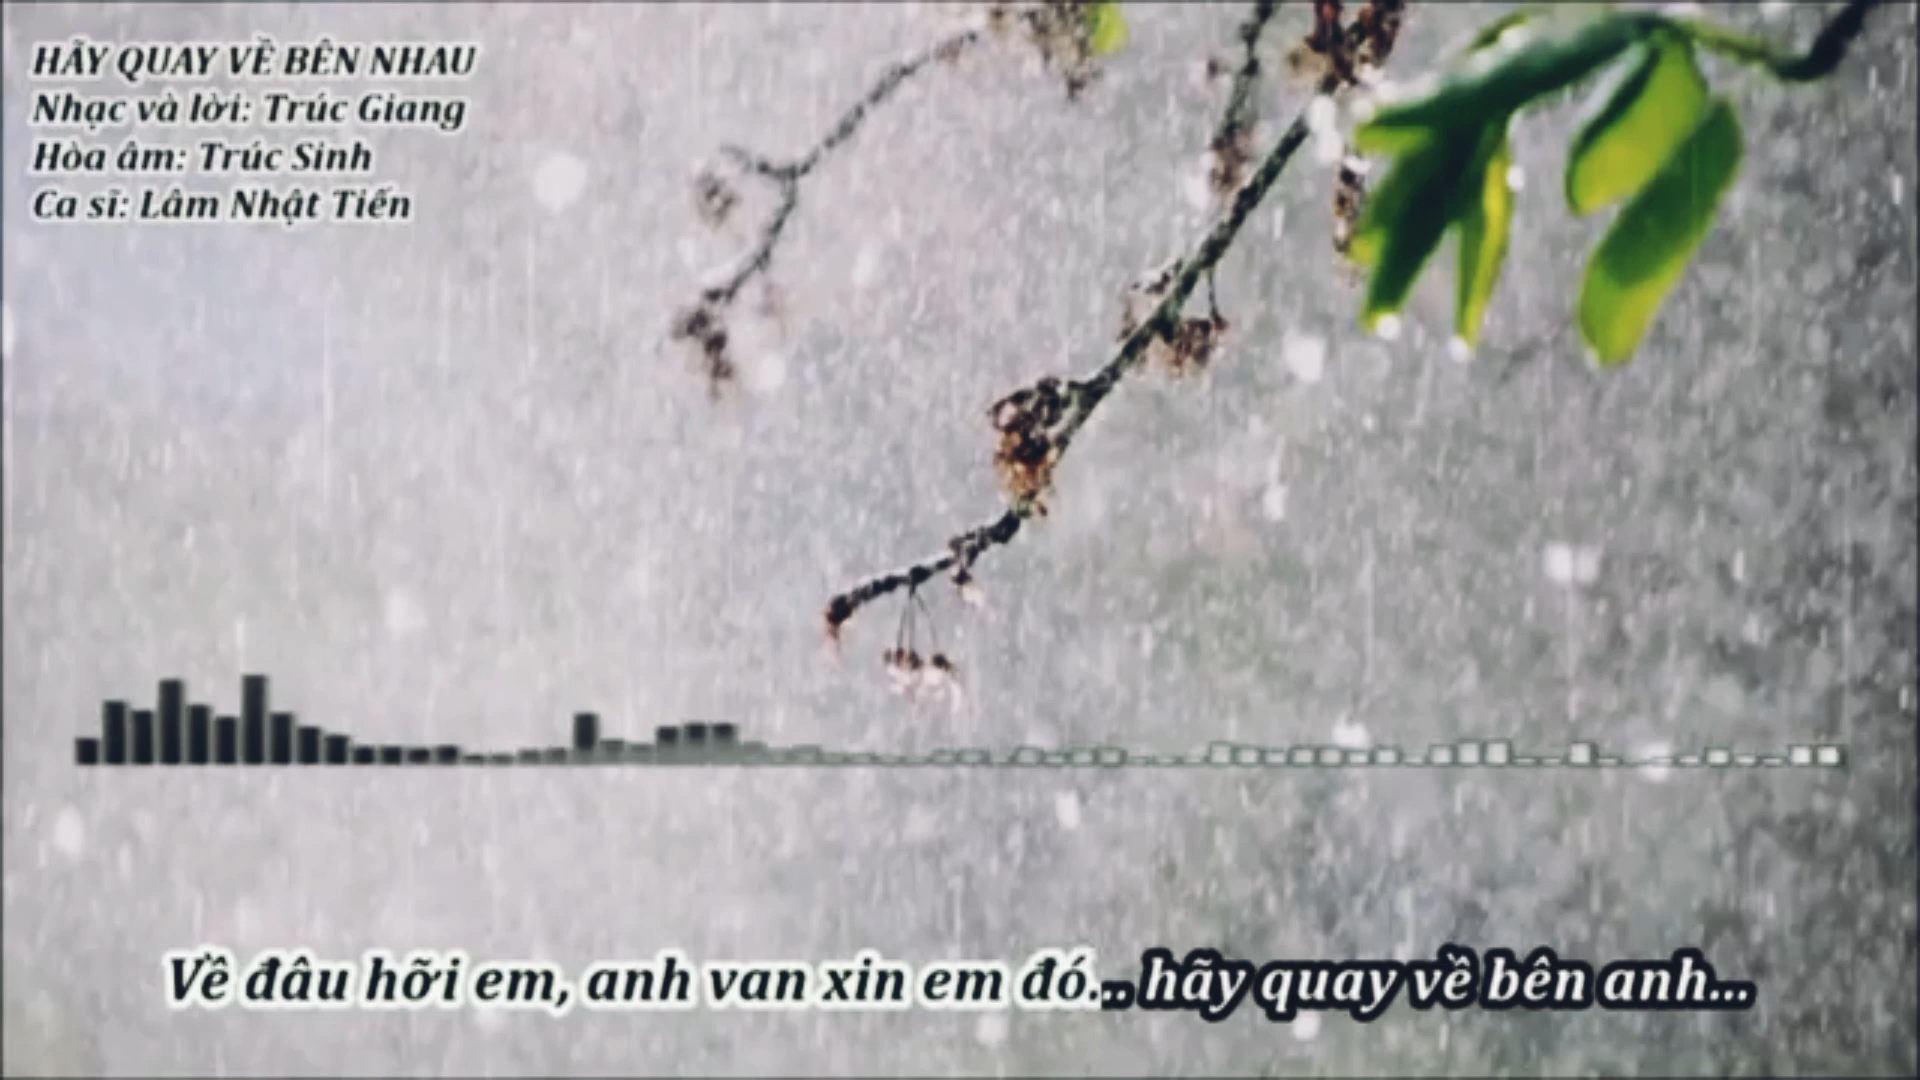 HÃY QUAY VỀ BÊN NHAU
Nhạc và lời: Trúc Giang
Hòa âm: Trúc Sinh
Ca sĩ: Lâm Nhật Tiến
Về đâu hỡi em, anh van xin em đó... hãy quay về bên anh...